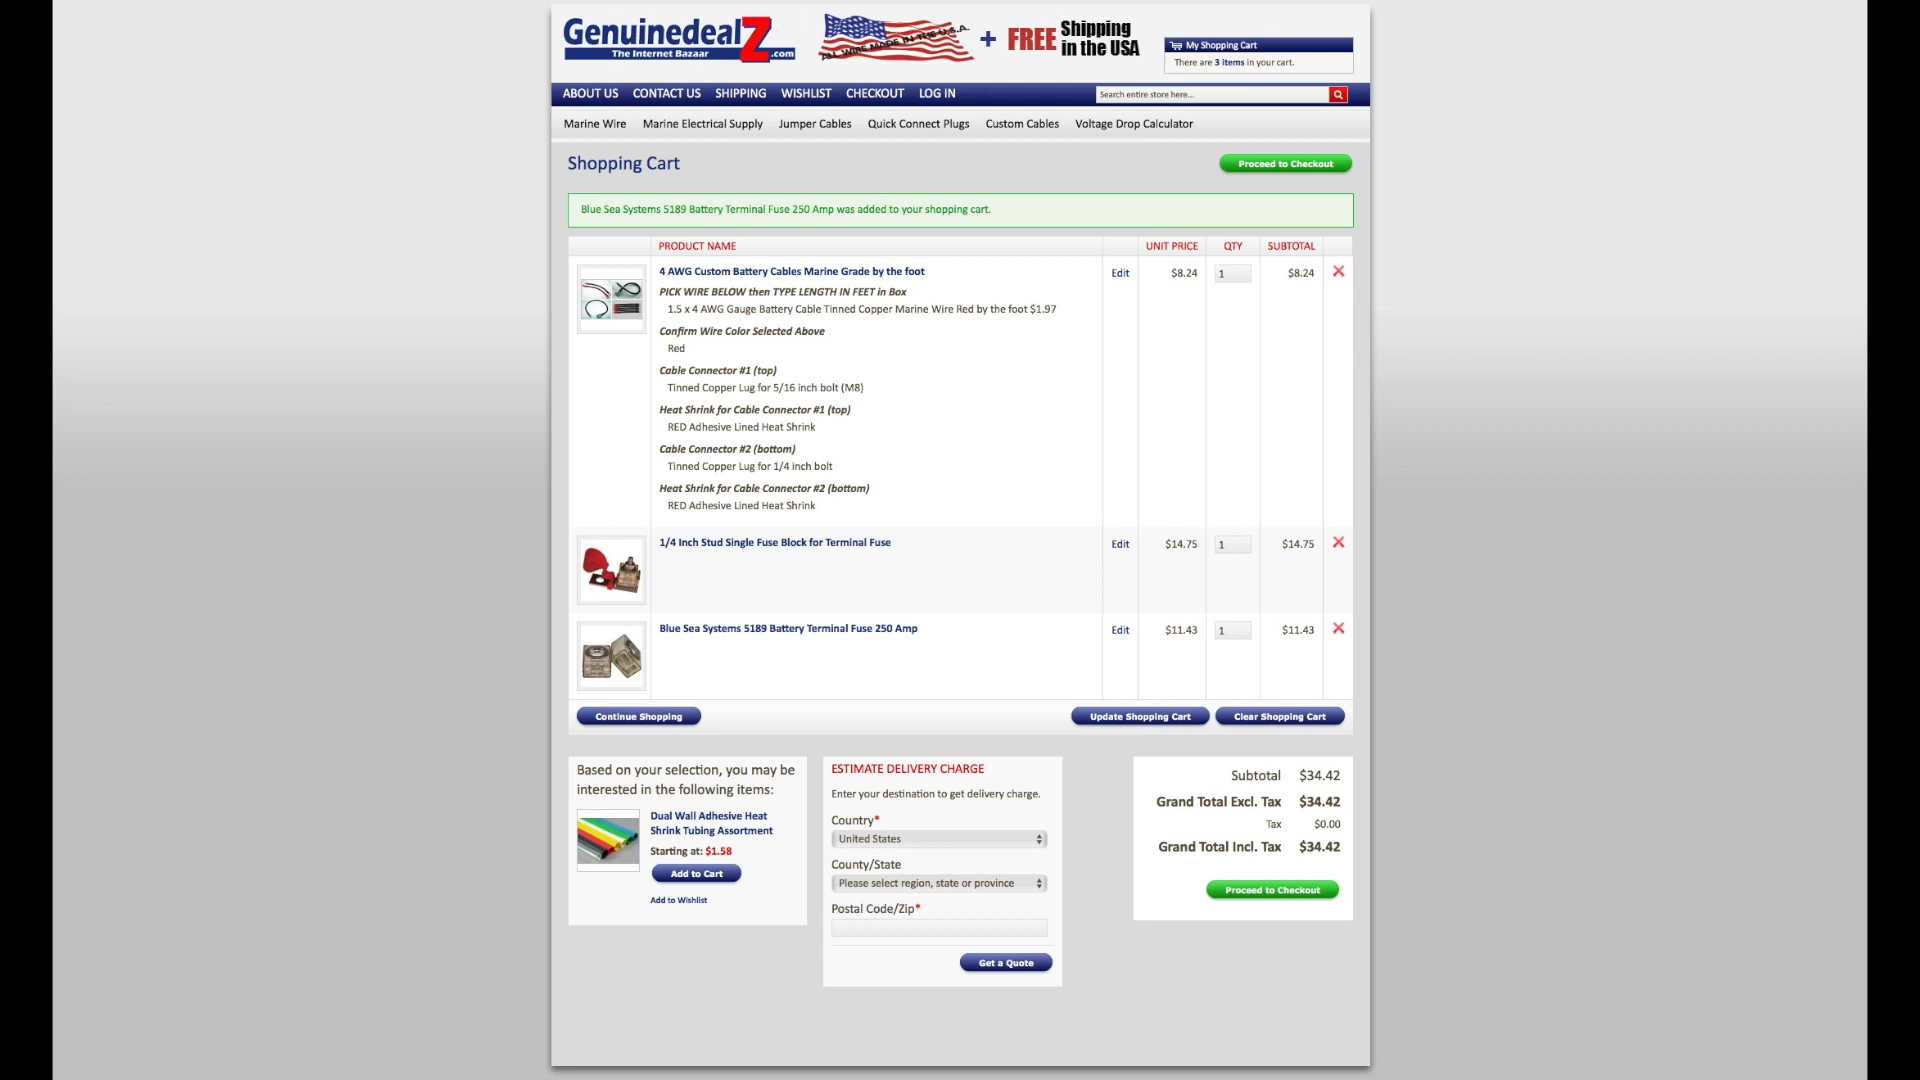 GenuinedealZ.com
The Internet Bazaar
ALL WIRE MADE IN THE U.S.A.
+ FREE Shipping in the USA
My Shopping Cart
There are 3 items in your cart.
ABOUT US CONTACT US SHIPPING WISHLIST CHECKOUT LOG IN
Search entire store here...
Marine Wire Marine Electrical Supply Jumper Cables Quick Connect Plugs Custom Cables Voltage Drop Calculator
Shopping Cart
Proceed to Checkout
Blue Sea Systems 5189 Battery Terminal Fuse 250 Amp was added to your shopping cart.
PRODUCT NAME UNIT PRICE QTY SUBTOTAL
4 AWG Custom Battery Cables Marine Grade by the foot Edit $8.24 1 $8.24
PICK WIRE BELOW then TYPE LENGTH IN FEET in Box
1.5 x 4 AWG Gauge Battery Cable Tinned Copper Marine Wire Red by the foot $1.97
Confirm Wire Color Selected Above
Red
Cable Connector #1 (top)
Tinned Copper Lug for 5/16 inch bolt (M8)
Heat Shrink for Cable Connector #1 (top)
RED Adhesive Lined Heat Shrink
Cable Connector #2 (bottom)
Tinned Copper Lug for 1/4 inch bolt
Heat Shrink for Cable Connector #2 (bottom)
RED Adhesive Lined Heat Shrink
1/4 Inch Stud Single Fuse Block for Terminal Fuse Edit $14.75 1 $14.75
Blue Sea Systems 5189 Battery Terminal Fuse 250 Amp Edit $11.43 1 $11.43
Continue Shopping Update Shopping Cart Clear Shopping Cart
Based on your selection, you may be
interested in the following items:
Dual Wall Adhesive Heat
Shrink Tubing Assortment
Starting at: $1.58
Add to Cart
Add to Wishlist
ESTIMATE DELIVERY CHARGE
Enter your destination to get delivery charge.
Country*
United States
County/State
Please select region, state or province
Postal Code/Zip*
Get a Quote
Subtotal $34.42
Grand Total Excl. Tax $34.42
Tax $0.00
Grand Total Incl. Tax $34.42
Proceed to Checkout